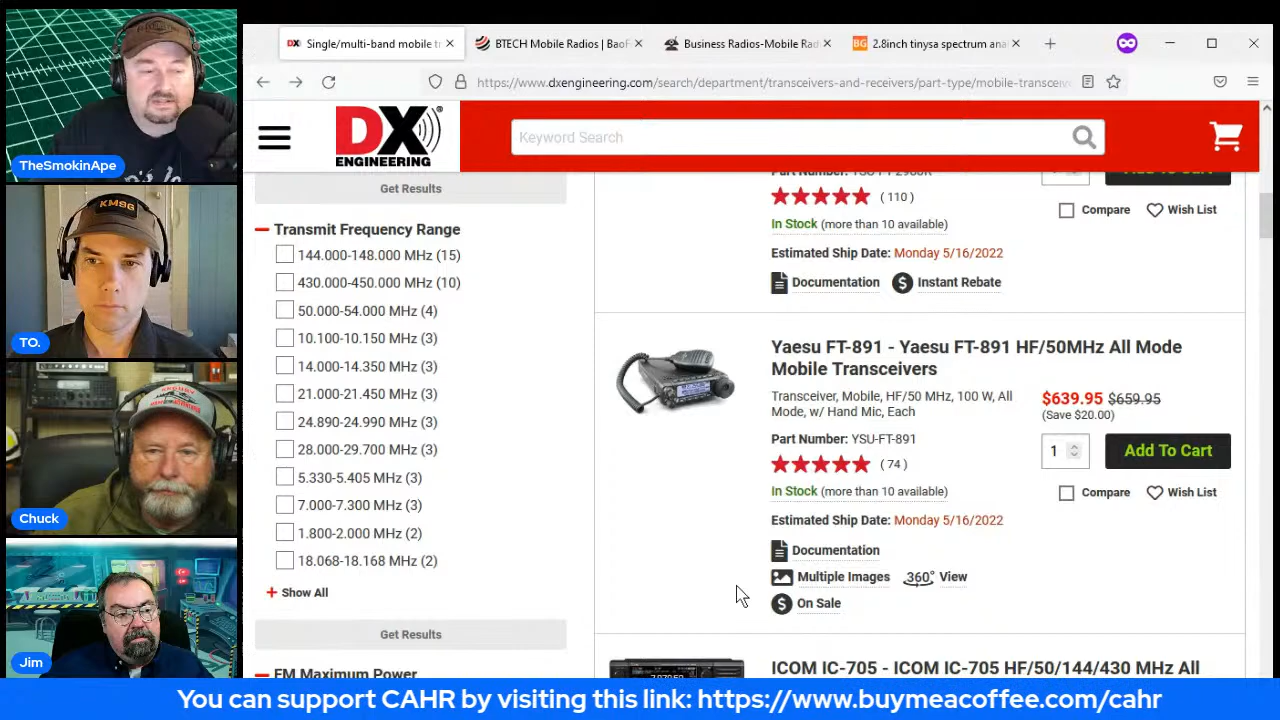 TheSmokinApe
KMSG
TO.
Chuck
Jim
DX Single/multi-band mobile tr
BTECH Mobile Radios | BaoF
Business Radios-Mobile Rad
BG 2.8inch tinysa spectrum ana
https://www.dxengineering.com/search/department/transceivers-and-receivers/part-type/mobile-transceive
DX
ENGINEERING
Keyword Search
Get Results
Transmit Frequency Range
144.000-148.000 MHz (15)
430.000-450.000 MHz (10)
50.000-54.000 MHz (4)
10.100-10.150 MHz (3)
14.000-14.350 MHz (3)
21.000-21.450 MHz (3)
24.890-24.990 MHz (3)
28.000-29.700 MHz (3)
5.330-5.405 MHz (3)
7.000-7.300 MHz (3)
1.800-2.000 MHz (2)
18.068-18.168 MHz (2)
+ Show All
Get Results
FM Maximum Power
( 110 )
In Stock (more than 10 available)
Estimated Ship Date: Monday 5/16/2022
Documentation
Instant Rebate
Compare
Wish List
Yaesu FT-891 - Yaesu FT-891 HF/50MHz All Mode
Mobile Transceivers
Transceiver, Mobile, HF/50 MHz, 100 W, All
Mode, w/ Hand Mic, Each
Part Number: YSU-FT-891
( 74 )
In Stock (more than 10 available)
Estimated Ship Date: Monday 5/16/2022
Documentation
Multiple Images
360° View
On Sale
$639.95 $659.95
(Save $20.00)
1
Add To Cart
Compare
Wish List
ICOM IC-705 - ICOM IC-705 HF/50/144/430 MHz All
You can support CAHR by visiting this link: https://www.buymeacoffee.com/cahr